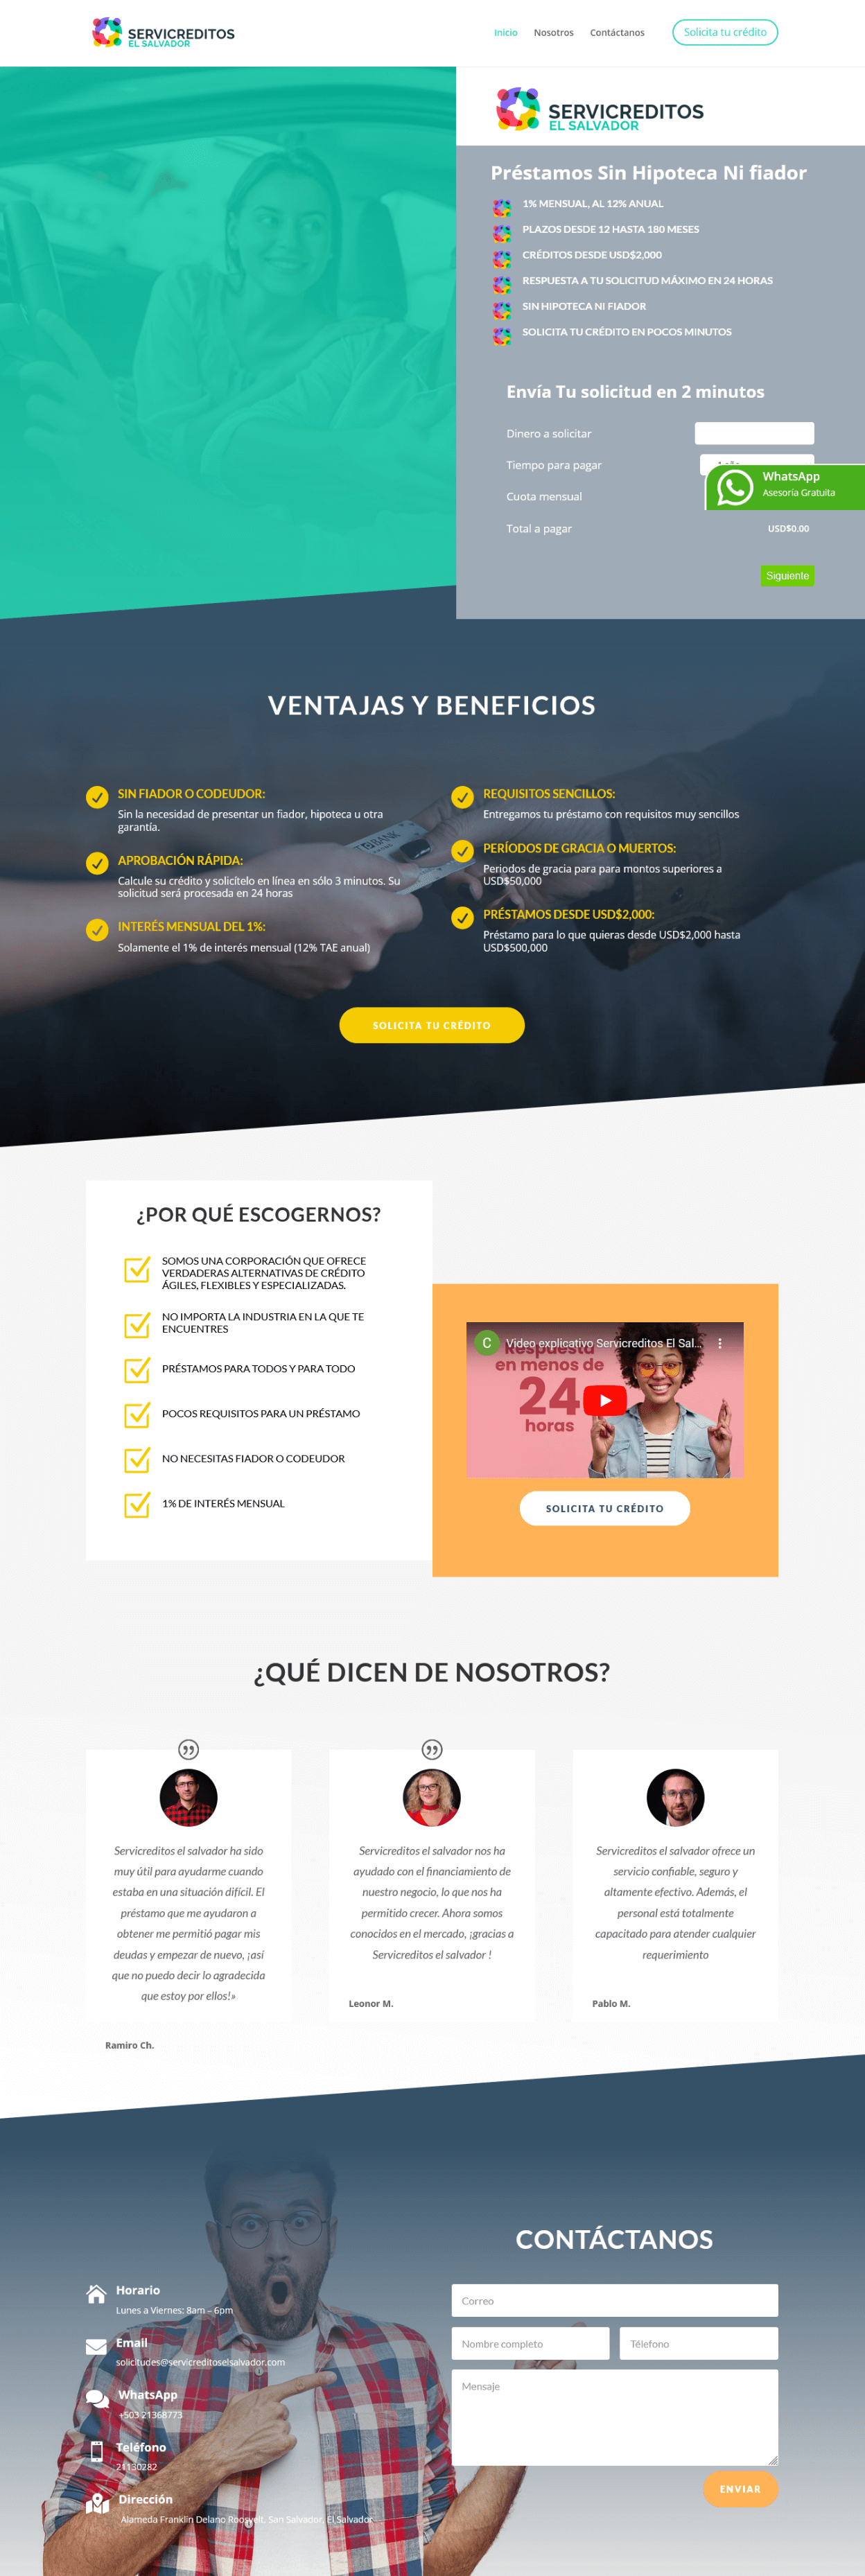 SERVICREDITOS
EL SALVADOR
Inicio
Nosotros
Contáctanos
Solicita tu crédito
SERVICREDITOS
EL SALVADOR
Préstamos Sin Hipoteca Ni fiador
1% MENSUAL, AL 12% ANUAL
PLAZOS DESDE 12 HASTA 180 MESES
CRÉDITOS DESDE USD$2,000
RESPUESTA A TU SOLICITUD MÁXIMO EN 24 HORAS
SIN HIPOTECA NI FIADOR
SOLICITA TU CRÉDITO EN POCOS MINUTOS
Envía Tu solicitud en 2 minutos
Dinero a solicitar
Tiempo para pagar
WhatsApp
Asesoría Gratuita
Cuota mensual
Total a pagar
USD$0.00
Siguiente
VENTAJAS Y BENEFICIOS
SIN FIADOR O CODEUDOR:
Sin la necesidad de presentar un fiador, hipoteca u otra
garantía.
APROBACIÓN RÁPIDA:
Calcule su crédito y solicítelo en línea en sólo 3 minutos. Su
solicitud será procesada en 24 horas
INTERÉS MENSUAL DEL 1%:
Solamente el 1% de interés mensual (12% TAE anual)
REQUISITOS SENCILLOS:
Entregamos tu préstamo con requisitos muy sencillos
PERÍODOS DE GRACIA O MUERTOS:
Periodos de gracia para para montos superiores a
USD$50,000
PRÉSTAMOS DESDE USD$2,000:
Préstamo para lo que quieras desde USD$2,000 hasta
USD$500,000
BANK
SOLICITA TU CRÉDITO
¿POR QUÉ ESCOGERNOS?
SOMOS UNA CORPORACIÓN QUE OFRECE
VERDADERAS ALTERNATIVAS DE CRÉDITO
ÁGILES, FLEXIBLES Y ESPECIALIZADAS.
NO IMPORTA LA INDUSTRIA EN LA QUE TE
ENCUENTRES
PRÉSTAMOS PARA TODOS Y PARA TODO
POCOS REQUISITOS PARA UN PRÉSTAMO
NO NECESITAS FIADOR O CODEUDOR
1% DE INTERÉS MENSUAL
C
Video explicativo Servicreditos El Sal...
Respuesta
en menos de
24
horas
SOLICITA TU CRÉDITO
¿QUÉ DICEN DE NOSOTROS?
Servicreditos el salvador ha sido
muy útil para ayudarme cuando
estaba en una situación difícil. El
préstamo que me ayudaron a
obtener me permitió pagar mis
deudas y empezar de nuevo, ¡así
que no puedo decir lo agradecida
que estoy por ellos!»
Ramiro Ch.
Servicreditos el salvador nos ha
ayudado con el financiamiento de
nuestro negocio, lo que nos ha
permitido crecer. Ahora somos
conocidos en el mercado, ¡gracias a
Servicreditos el salvador !
Leonor M.
Servicreditos el salvador ofrece un
servicio confiable, seguro y
altamente efectivo. Además, el
personal está totalmente
capacitado para atender cualquier
requerimiento
Pablo M.
Horario
Lunes a Viernes: 8am – 6pm
Email
solicitudes@servicreditoselsalvador.com
WhatsApp
+503 21368773
Teléfono
21130282
Dirección
Alameda Franklin Delano Roosvelt, San Salvador, El Salvador
CONTÁCTANOS
Correo
Nombre completo
Télefono
Mensaje
ENVIAR